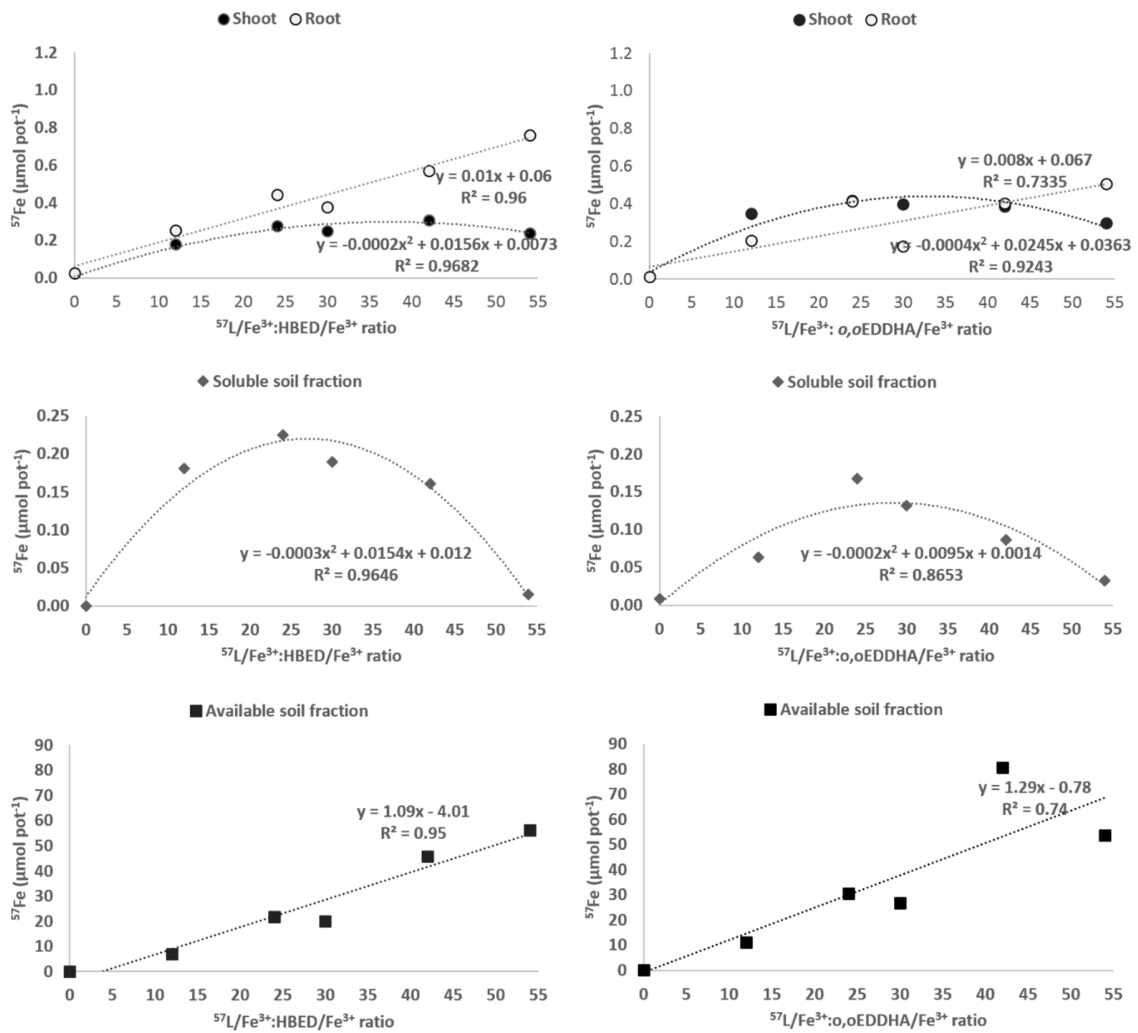 Shoot Root
⁵⁷Fe (µmol pot⁻¹)
1.2
1.0
0.8
0.6
0.4
0.2
0.0
y = 0.01x + 0.06
R² = 0.96
y = -0.0002x² + 0.0156x + 0.0073
R² = 0.9682
0 5 10 15 20 25 30 35 40 45 50 55
⁵⁷L/Fe³⁺:HBED/Fe³⁺ ratio
Shoot Root
⁵⁷Fe (µmol pot⁻¹)
1.2
1.0
0.8
0.6
0.4
0.2
0.0
y = 0.008x + 0.067
R² = 0.7335
y = -0.0004x² + 0.0245x + 0.0363
R² = 0.9243
0 5 10 15 20 25 30 35 40 45 50 55
⁵⁷L/Fe³⁺: o,oEDDHA/Fe³⁺ ratio
Soluble soil fraction
⁵⁷Fe (µmol pot⁻¹)
0.25
0.20
0.15
0.10
0.05
0.00
y = -0.0003x² + 0.0154x + 0.012
R² = 0.9646
0 5 10 15 20 25 30 35 40 45 50 55
⁵⁷L/Fe³⁺:HBED/Fe³⁺ ratio
Soluble soil fraction
⁵⁷Fe (µmol pot⁻¹)
0.25
0.20
0.15
0.10
0.05
0.00
y = -0.0002x² + 0.0095x + 0.0014
R² = 0.8653
0 5 10 15 20 25 30 35 40 45 50 55
⁵⁷L/Fe³⁺:o,oEDDHA/Fe³⁺ ratio
Available soil fraction
⁵⁷Fe (µmol pot⁻¹)
90
80
70
60
50
40
30
20
10
0
y = 1.09x - 4.01
R² = 0.95
0 5 10 15 20 25 30 35 40 45 50 55
⁵⁷L/Fe³⁺:HBED/Fe³⁺ ratio
Available soil fraction
⁵⁷Fe (µmol pot⁻¹)
90
80
70
60
50
40
30
20
10
0
y = 1.29x - 0.78
R² = 0.74
0 5 10 15 20 25 30 35 40 45 50 55
⁵⁷L/Fe³⁺:o,oEDDHA/Fe³⁺ ratio